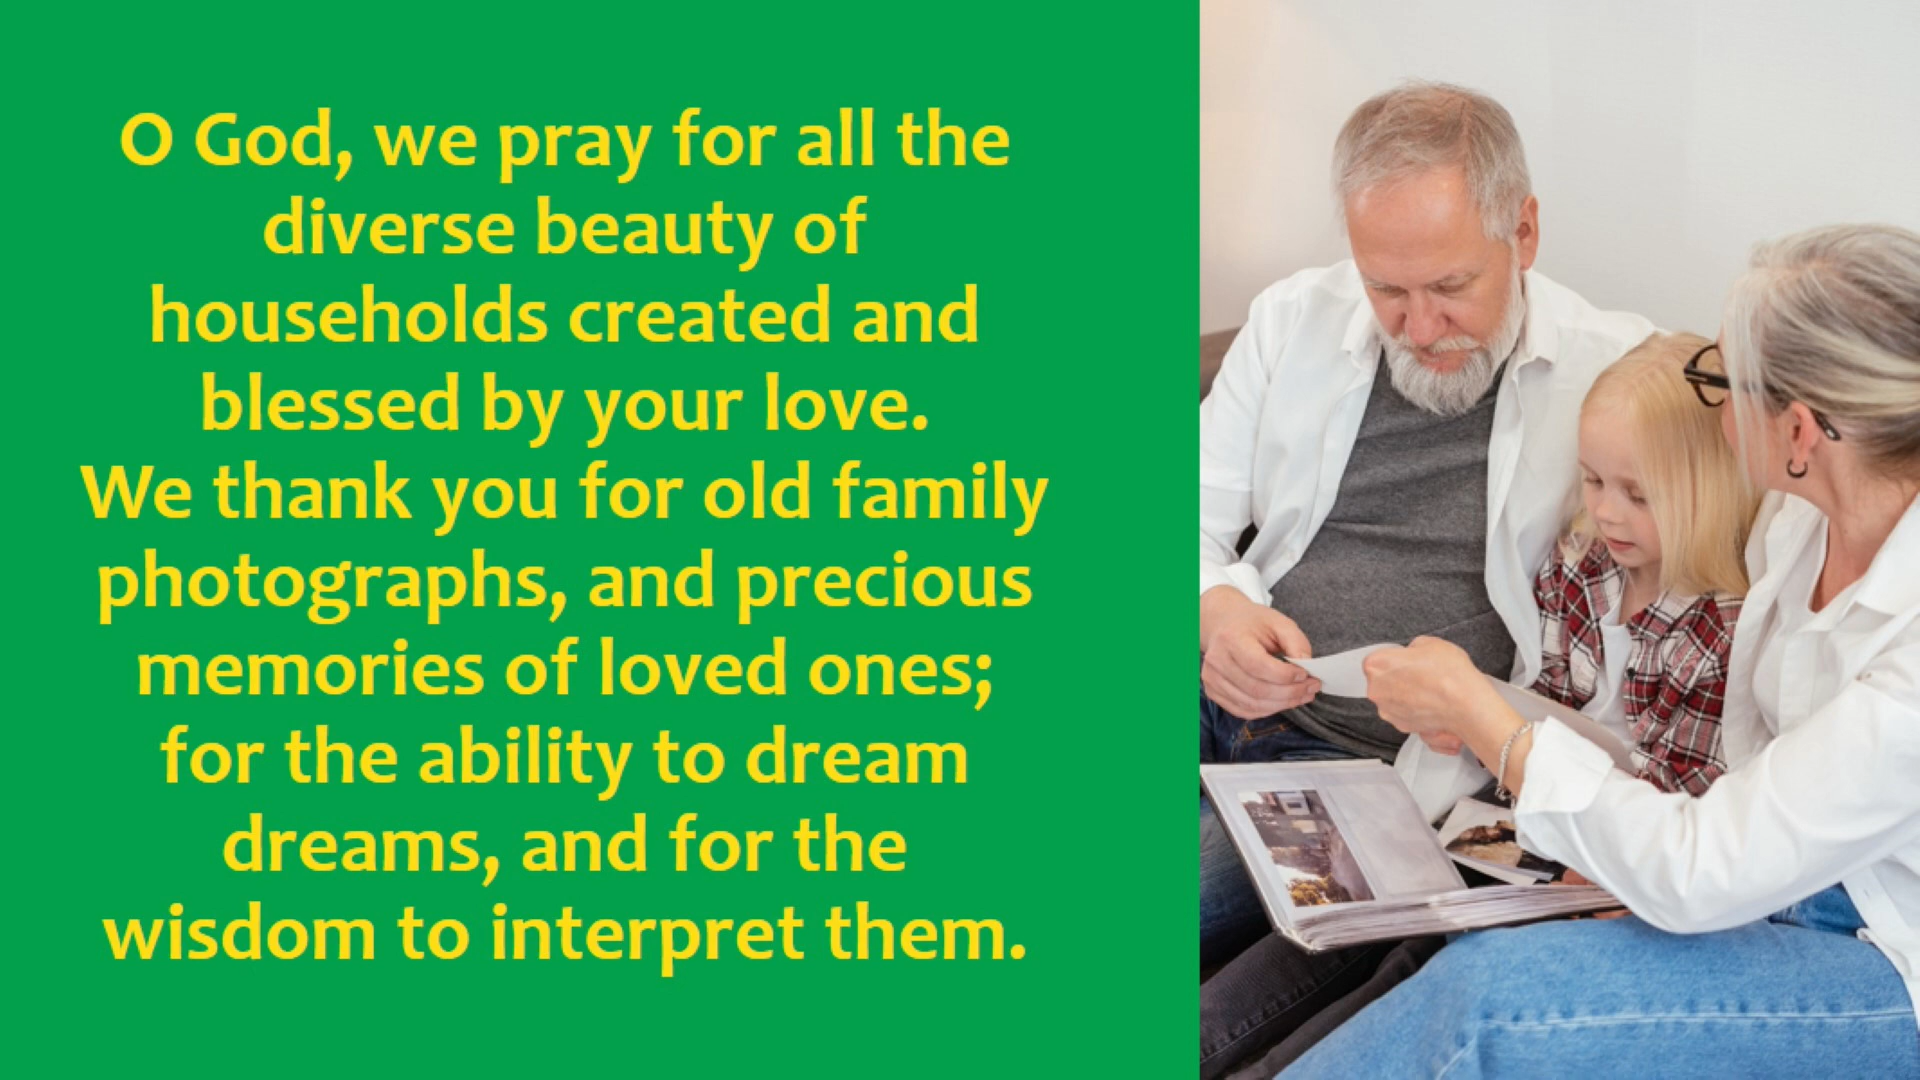 O God, we pray for all the
diverse beauty of
households created and
blessed by your love.
We thank you for old family
photographs, and precious
memories of loved ones;
for the ability to dream
dreams, and for the
wisdom to interpret them.